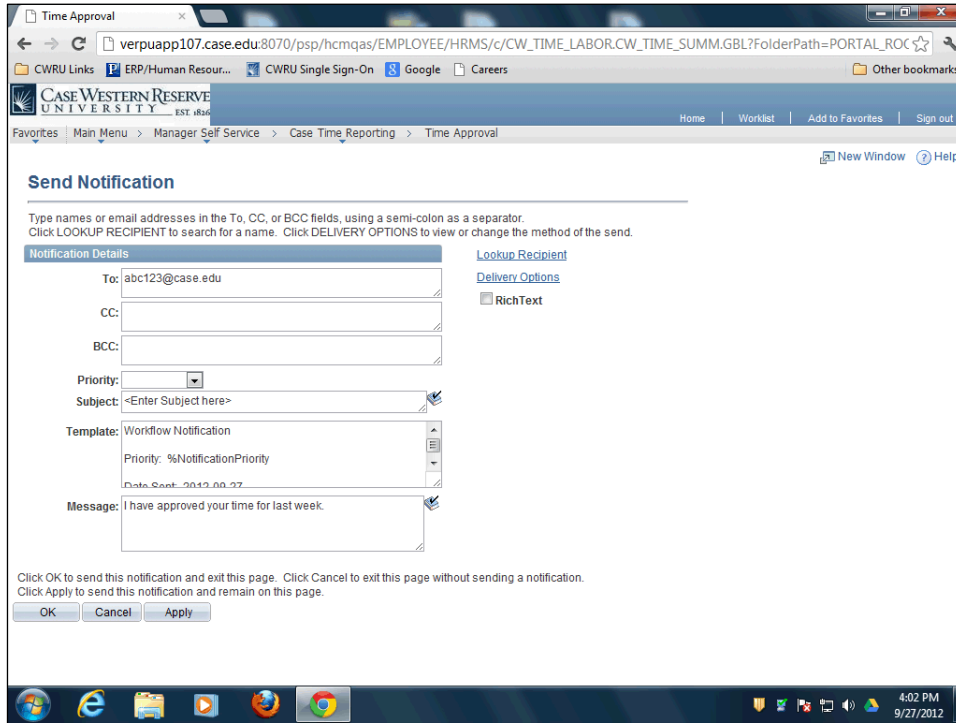 Time Approval
verpuapp107.case.edu:8070/psp/hcmqas/EMPLOYEE/HRMS/c/CW_TIME_LABOR.CW_TIME_SUMM.GBL?FolderPath=PORTAL_ROC
CWRU Links ERP/Human Resour... CWRU Single Sign-On Google Careers Other bookmarks
CASE WESTERN RESERVE
UNIVERSITY EST. 1826
Home | Worklist | Add to Favorites | Sign out
Favorites Main Menu > Manager Self Service > Case Time Reporting > Time Approval
New Window Help
Send Notification
Type names or email addresses in the To, CC, or BCC fields, using a semi-colon as a separator.
Click LOOKUP RECIPIENT to search for a name. Click DELIVERY OPTIONS to view or change the method of the send.
Notification Details
Lookup Recipient
To: abc123@case.edu
Delivery Options
RichText
CC:
BCC:
Priority:
Subject: <Enter Subject here>
Template: Workflow Notification
Priority: %NotificationPriority
Date Sent: 2012-09-27
Message: I have approved your time for last week.
Click OK to send this notification and exit this page. Click Cancel to exit this page without sending a notification.
Click Apply to send this notification and remain on this page.
OK Cancel Apply
4:02 PM
9/27/2012